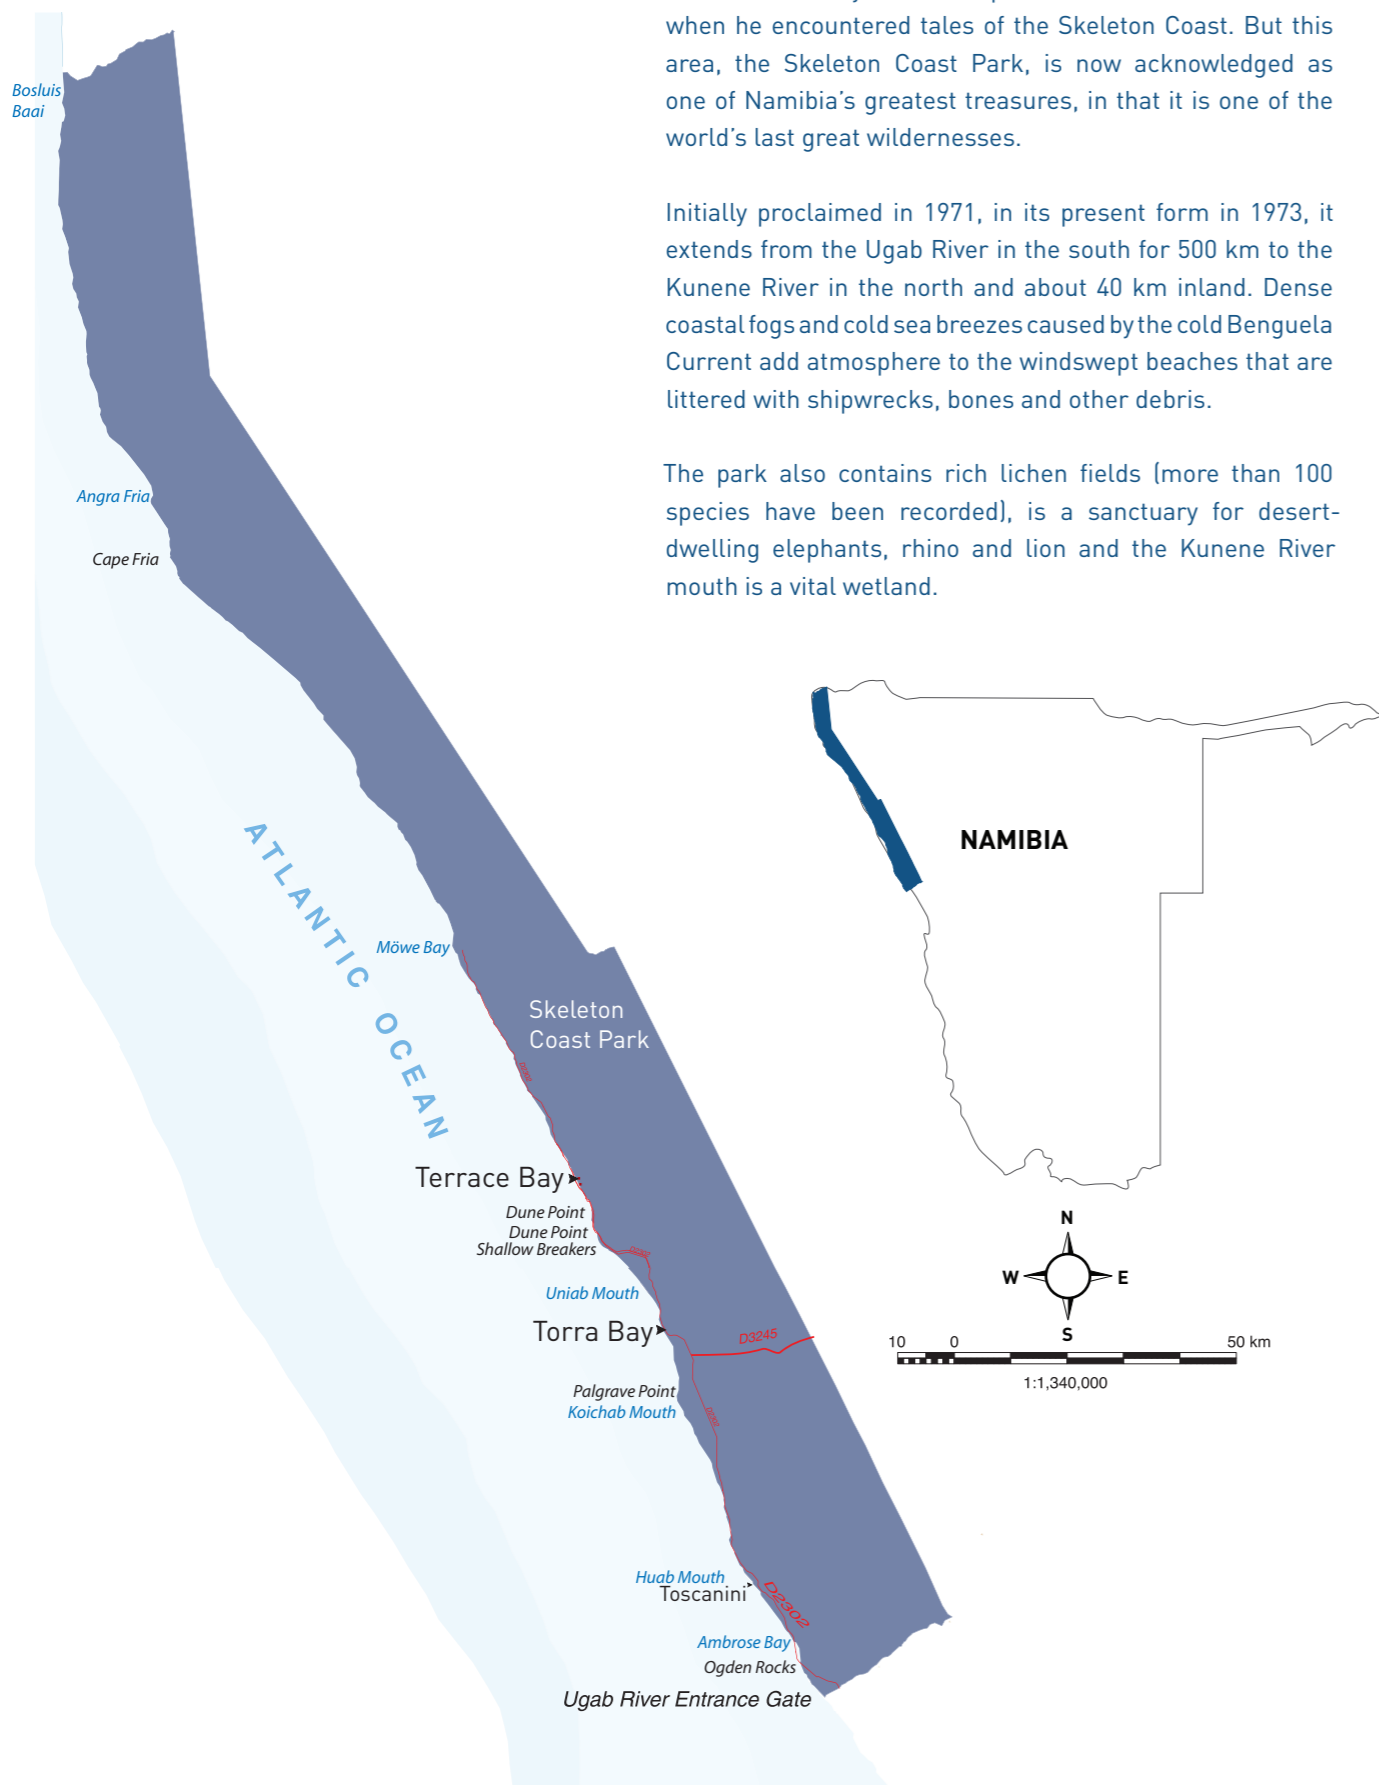 when he encountered tales of the Skeleton Coast. But this
area, the Skeleton Coast Park, is now acknowledged as
one of Namibia’s greatest treasures, in that it is one of the
world’s last great wildernesses.
Initially proclaimed in 1971, in its present form in 1973, it
extends from the Ugab River in the south for 500 km to the
Kunene River in the north and about 40 km inland. Dense
coastal fogs and cold sea breezes caused by the cold Benguela
Current add atmosphere to the windswept beaches that are
littered with shipwrecks, bones and other debris.
The park also contains rich lichen fields (more than 100
species have been recorded), is a sanctuary for desert-
dwelling elephants, rhino and lion and the Kunene River
mouth is a vital wetland.
Bosluis
Baai
Angra Fria
Cape Fria
ATLANTIC OCEAN
Möwe Bay
Skeleton
Coast Park
Terrace Bay
Dune Point
Dune Point
Shallow Breakers
Uniab Mouth
Torra Bay
D3245
Palgrave Point
Koichab Mouth
Huab Mouth
Toscanini
D2302
Ambrose Bay
Ogden Rocks
Ugab River Entrance Gate
NAMIBIA
N
W E
S
10 0 50 km
1:1,340,000